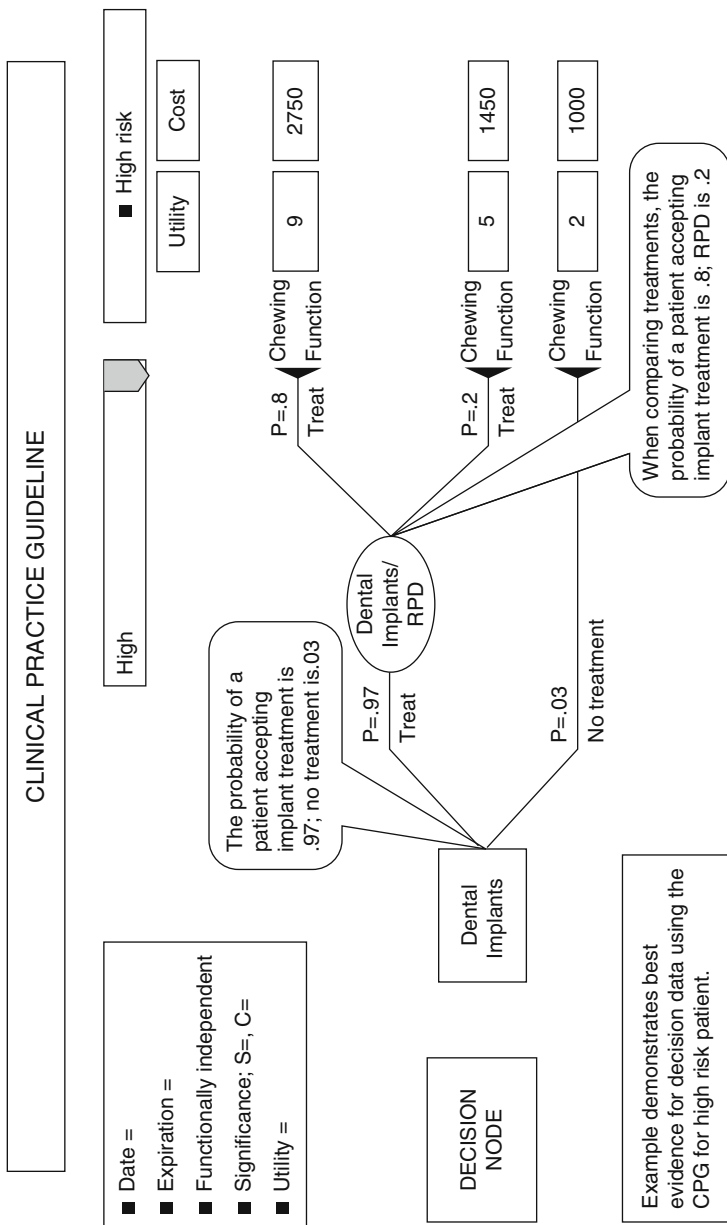 CLINICAL PRACTICE GUIDELINE
■ Date =
■ Expiration =
■ Functionally independent
■ Significance; S=, C=
■ Utility =
High
■ High risk
Utility
Cost
The probability of a
patient accepting
implant treatment is
.97; no treatment is.03
DECISION
NODE
Dental
Implants
P=.97
Treat
Dental
Implants/
RPD
P=.8
Treat
Chewing
Function
9
2750
P=.2
Treat
Chewing
Function
5
1450
P=.03
No treatment
Chewing
Function
2
1000
Example demonstrates best
evidence for decision data using the
CPG for high risk patient.
When comparing treatments, the
probability of a patient accepting
implant treatment is .8; RPD is .2